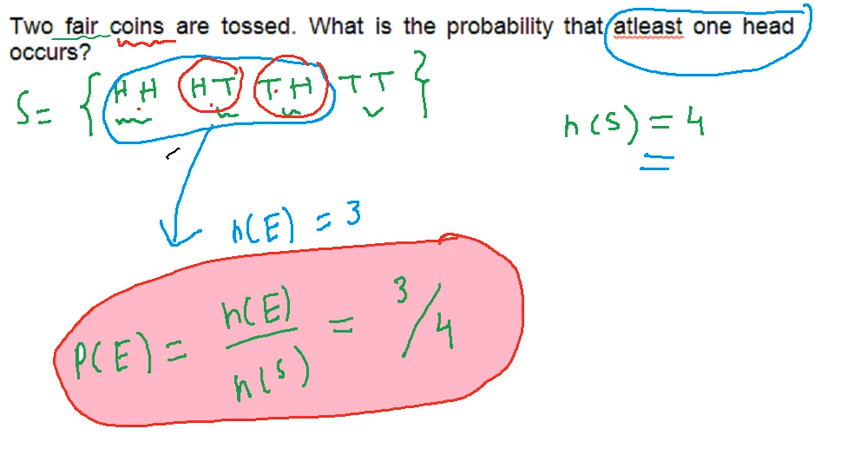 Two fair coins are tossed. What is the probability that atleast one head
occurs?
S = { HH HT TH TT }
n(S) = 4
n(E) = 3
P(E) = n(E) / n(S) = 3/4